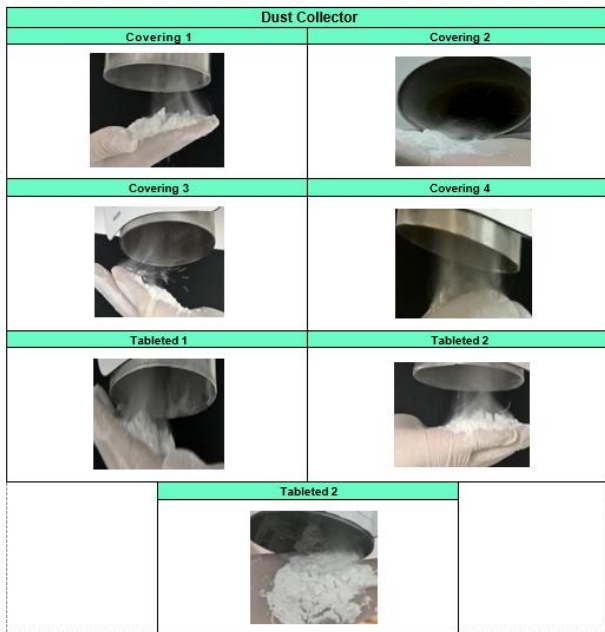 Dust Collector
Covering 1
Covering 2
Covering 3
Covering 4
Tableted 1
Tableted 2
Tableted 2